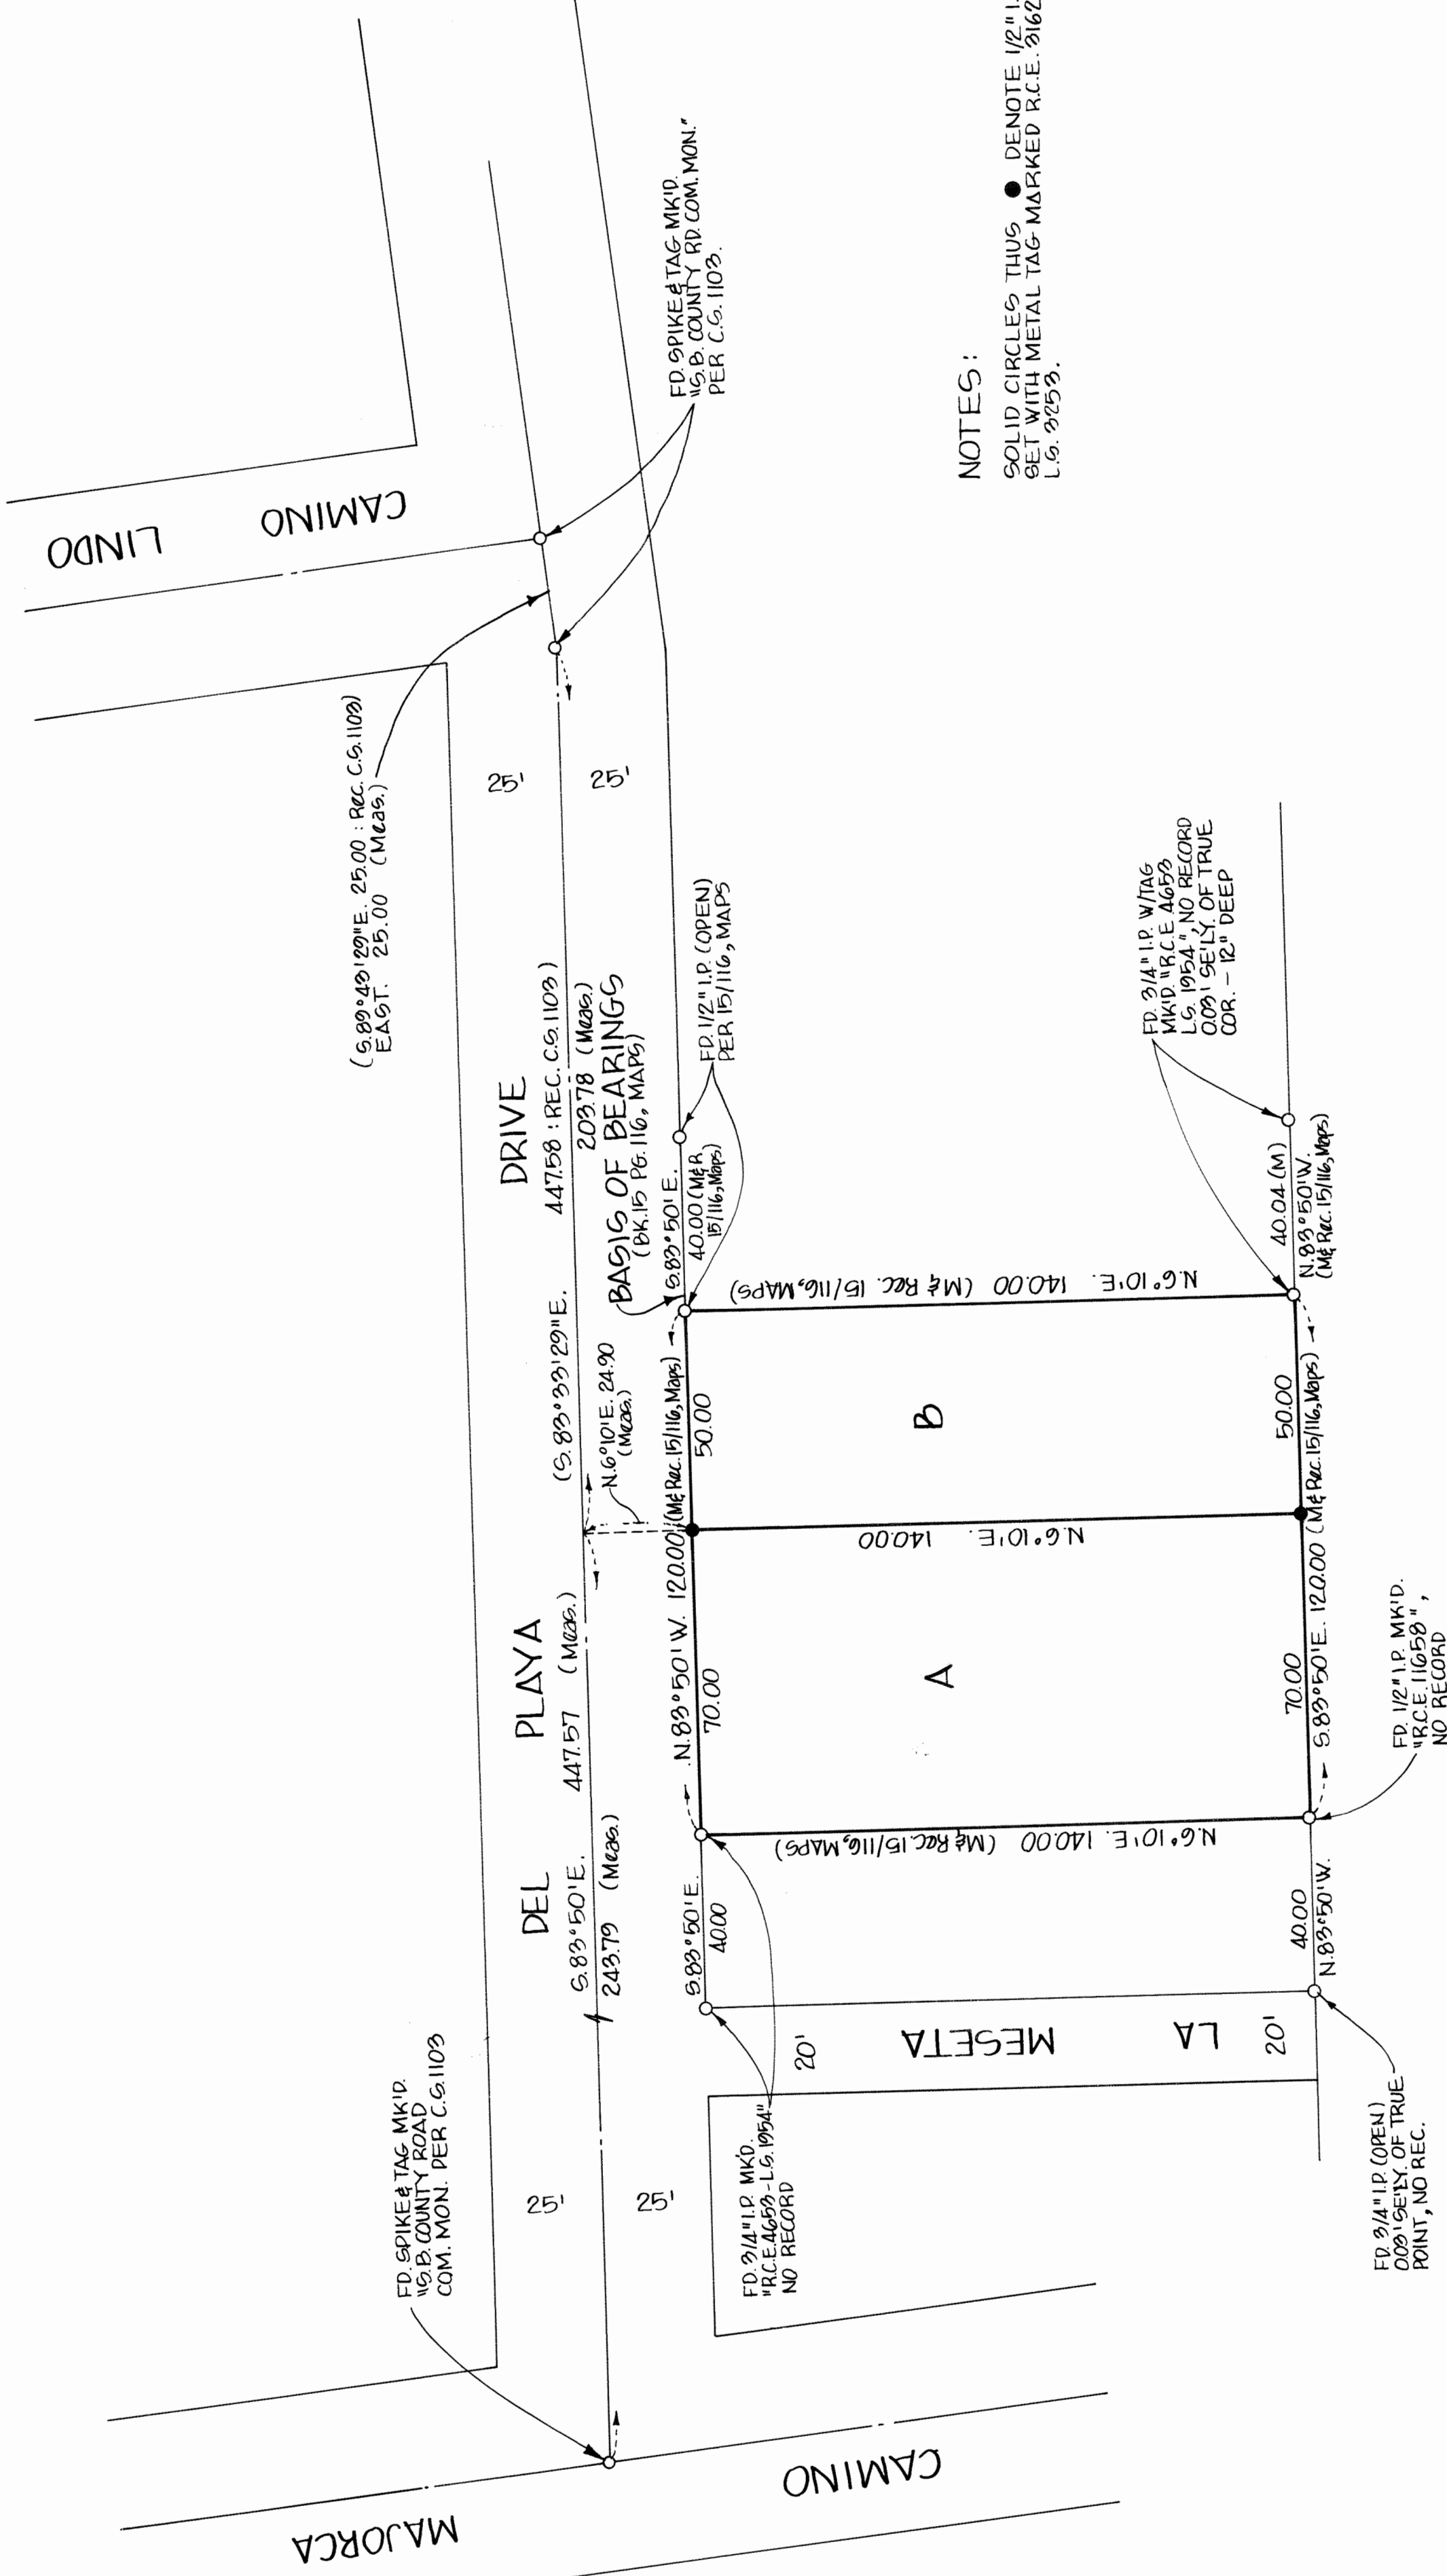 CAMINO
MAJORCA
FD. SPIKE & TAG MK'D.
"S.B. COUNTY ROAD
COM. MON. PER C.S. 1103
25'
25'
DEL PLAYA DRIVE
S. 83° 50' E. 447.57 (Meas.)
(S. 83° 33' 29" E. 447.58 : REC. C.S. 1103)
243.79 (Meas.)
203.78 (Meas.)
BASIS OF BEARINGS
(BK. 15 PG. 116, MAPS)
N. 6° 10' E. 24.90
(Meas.)
25'
25'
(S. 89° 43' 29" E. 25.00 : Rec. C.S. 1103)
EAST. 25.00 (Meas.)
CAMINO LINDO
FD. SPIKE & TAG MK'D.
"S.B. COUNTY RD. COM. MON."
PER C.S. 1103.
FD. 3/4" I.P. MK'D.
"R.C.E. 4653 - L.S. 1954"
NO RECORD
S. 83° 50' E.
40.00
N. 83° 50' W. 120.00 (M & Rec. 15/116, Maps)
70.00
50.00
S. 83° 50' E.
40.00 (M & R
15/116, Maps)
FD. 1/2" I.P. (OPEN)
PER 15/116, MAPS
20'
LA MESETA
20'
N. 6° 10' E. 140.00 (M & Rec. 15/116, MAPS)
A
N. 6° 10' E. 140.00
B
N. 6° 10' E. 140.00 (M & Rec. 15/116, MAPS)
40.00
N. 83° 50' W.
70.00
50.00
S. 83° 50' E. 120.00 (M & Rec. 15/116, Maps)
40.04 (M)
N. 83° 50' W.
(M & Rec. 15/116, Maps)
FD. 3/4" I.P. (OPEN)
0.03' SE'LY. OF TRUE
POINT, NO REC.
FD. 1/2" I.P. MK'D.
"R.C.E. 11658",
NO RECORD
FD. 3/4" I.P. W/TAG
MK'D. "R.C.E 4653
L.S. 1954", NO RECORD
0.03' SE'LY. OF TRUE
COR. - 12" DEEP
NOTES:
SOLID CIRCLES THUS ● DENOTE 1/2" I.
SET WITH METAL TAG MARKED R.C.E. 3162
L.S. 3253.